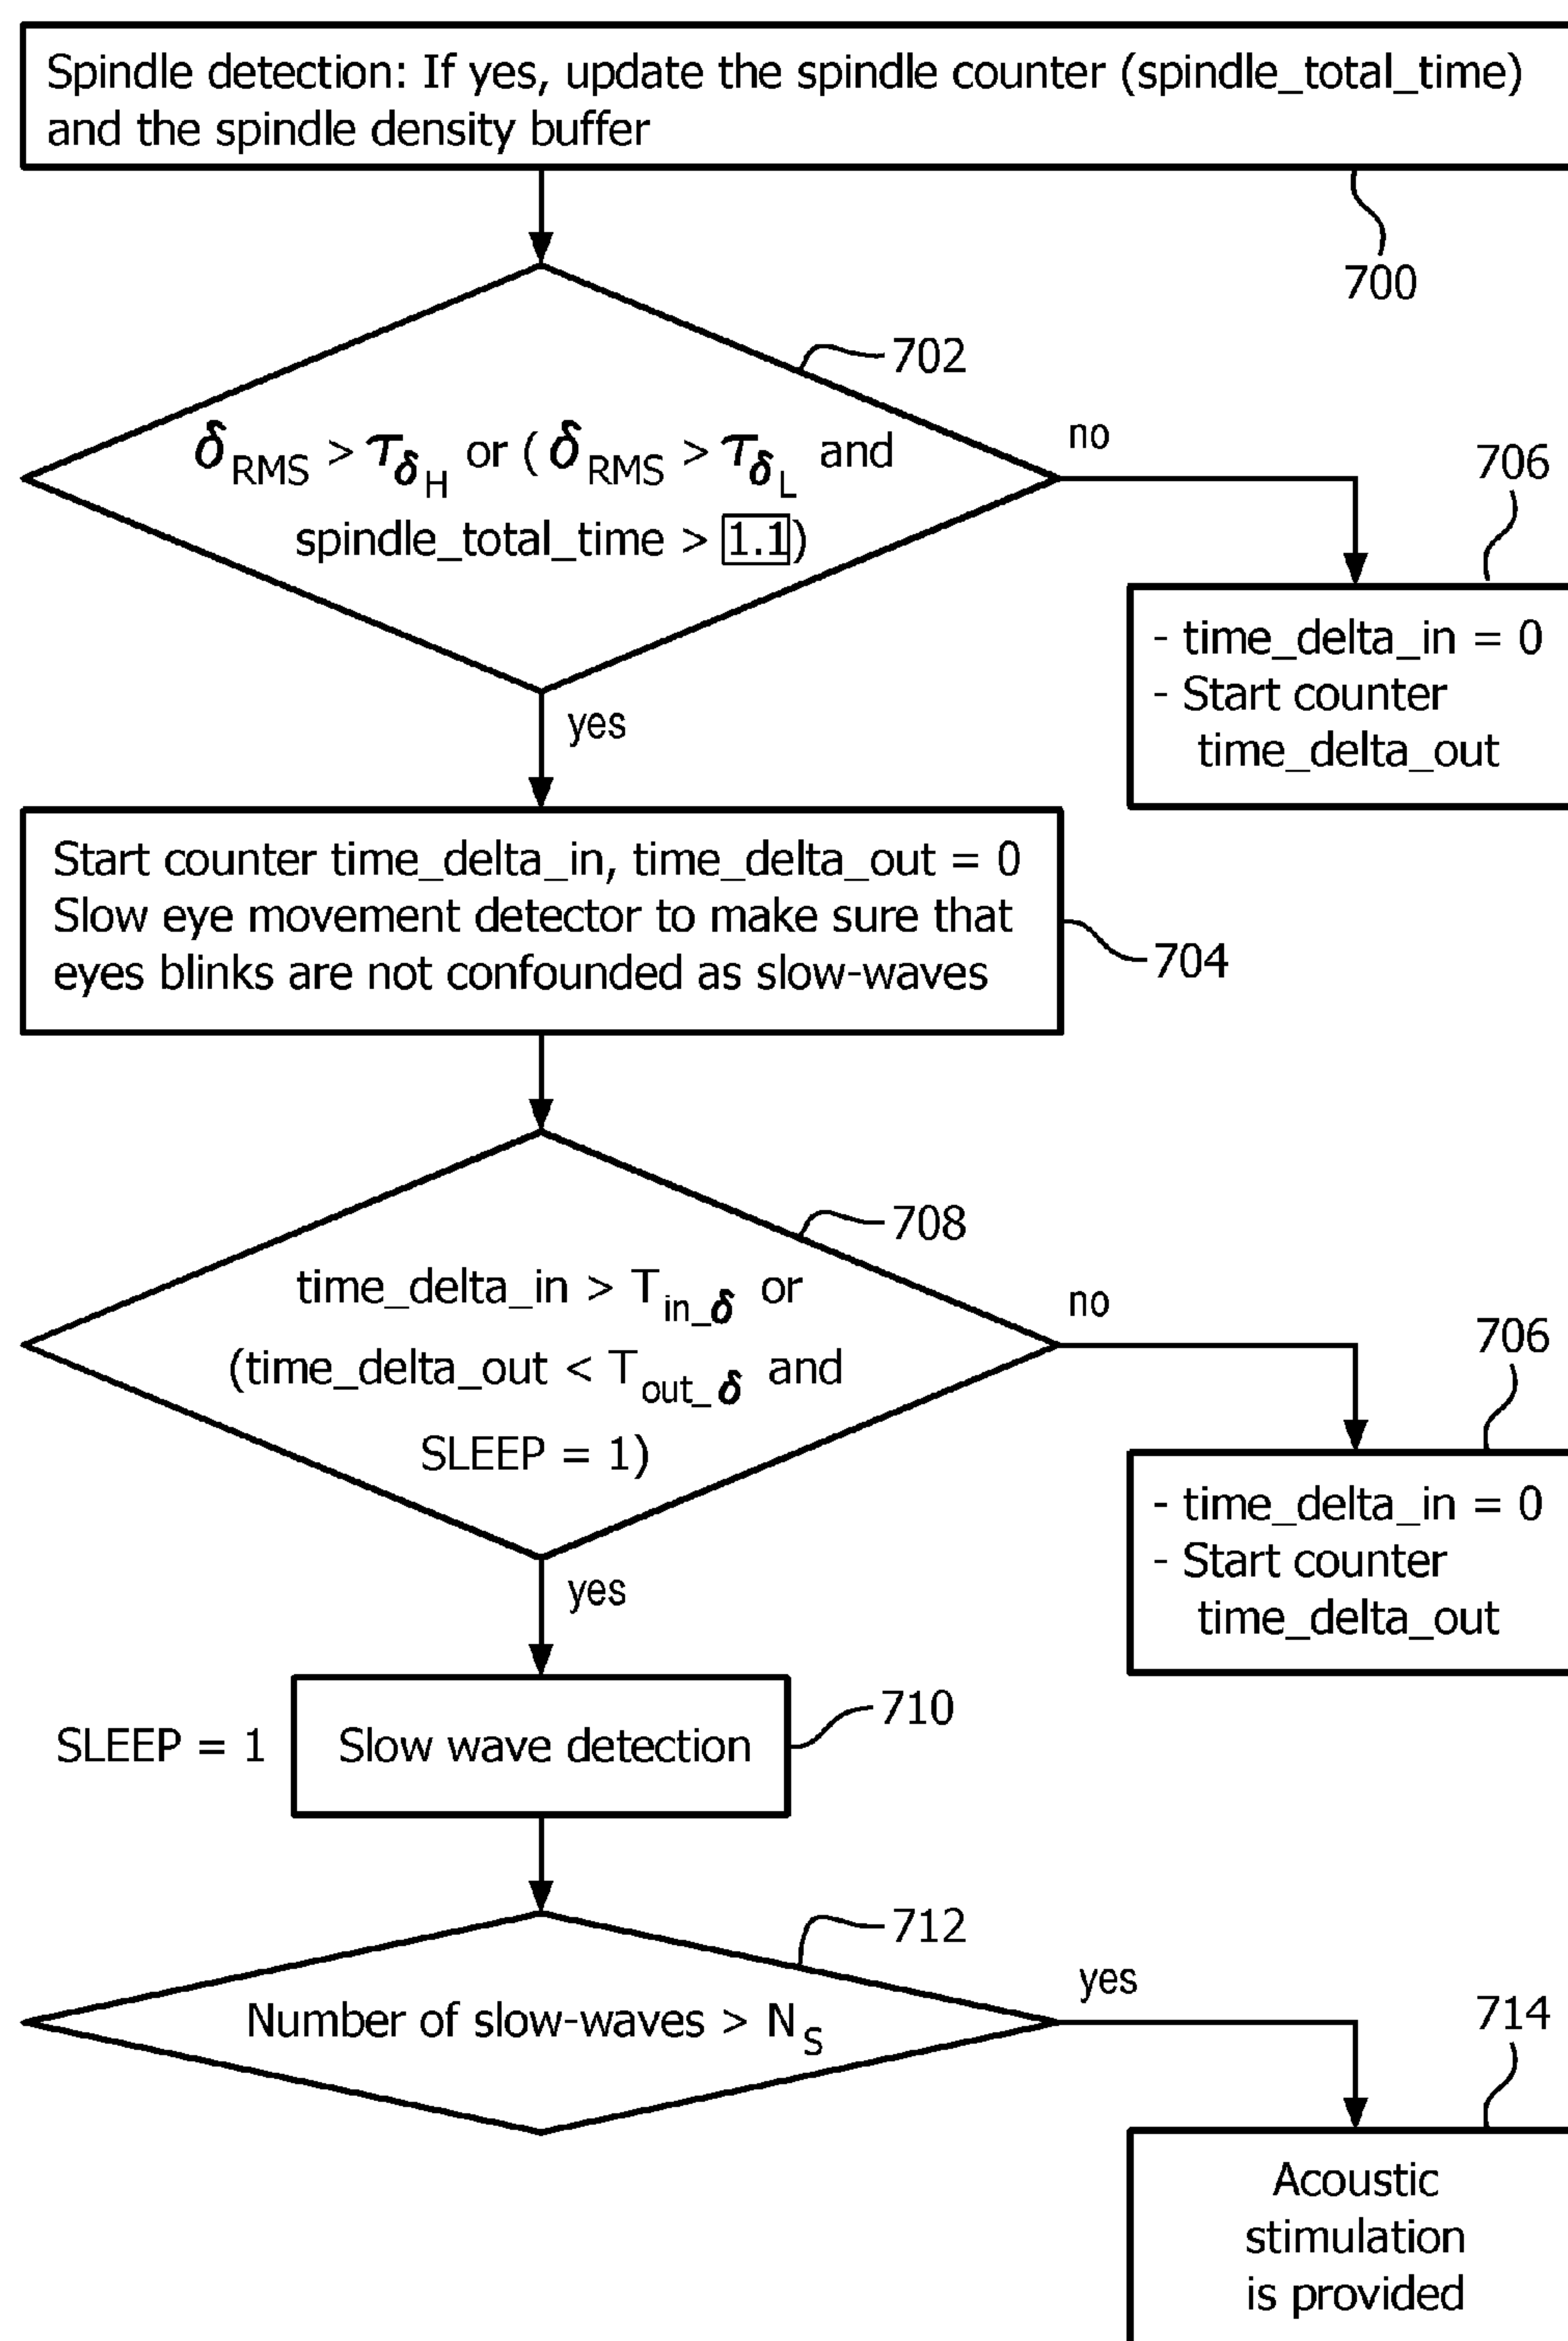 Spindle detection: If yes, update the spindle counter (spindle_total_time)
and the spindle density buffer
700
702
δRMS > τδH or ( δRMS > τδL and
spindle_total_time > 1.1)
no
706
- time_delta_in = 0
- Start counter
time_delta_out
yes
Start counter time_delta_in, time_delta_out = 0
Slow eye movement detector to make sure that
eyes blinks are not confounded as slow-waves
704
708
time_delta_in > Tin_δ or
(time_delta_out < Tout_δ and
SLEEP = 1)
no
706
- time_delta_in = 0
- Start counter
time_delta_out
yes
710
SLEEP = 1
Slow wave detection
712
Number of slow-waves > NS
yes
714
Acoustic
stimulation
is provided